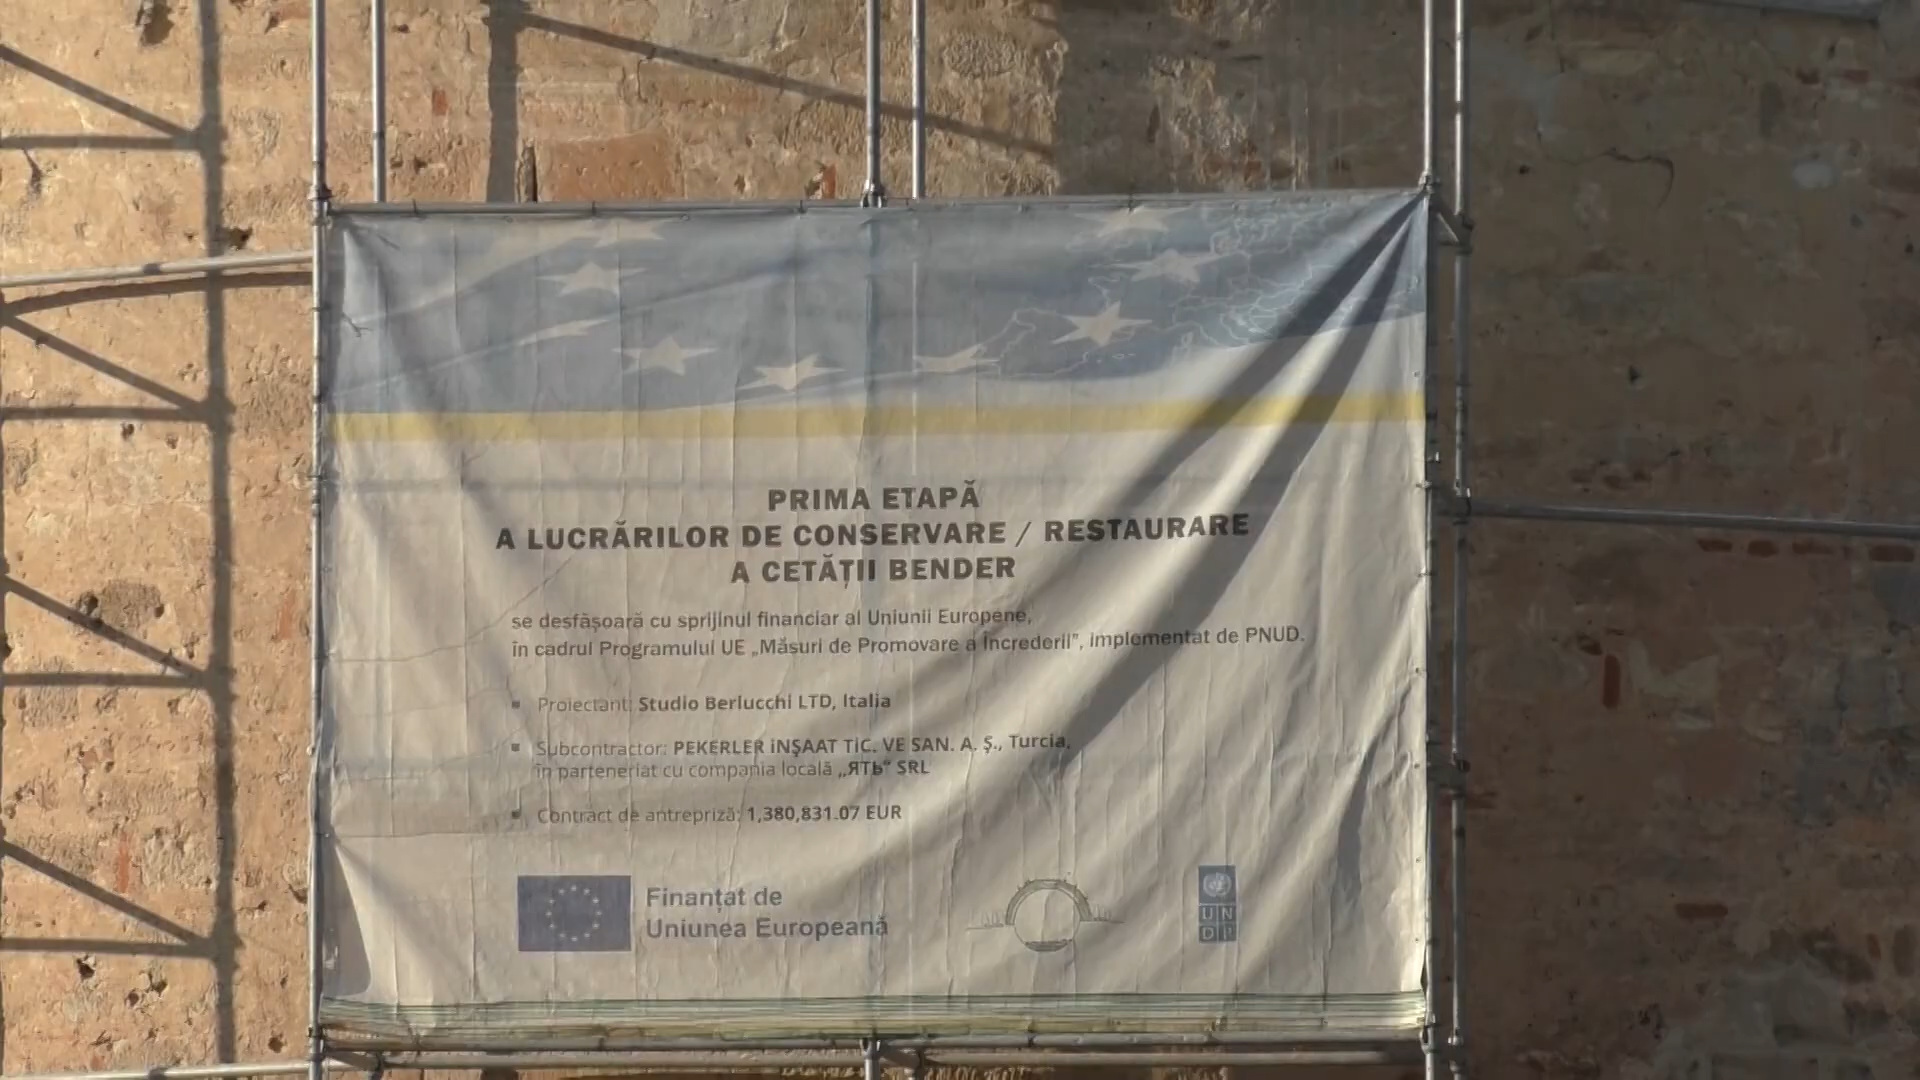 PRIMA ETAPĂ
A LUCRĂRILOR DE CONSERVARE / RESTAURARE
A CETĂȚII BENDER
se desfășoară cu sprijinul financiar al Uniunii Europene,
în cadrul Programului UE „Măsuri de Promovare a Încrederii”, implementat de PNUD.
▪ Proiectant: Studio Berlucchi LTD, Italia
▪ Subcontractor: PEKERLER İNŞAAT TİC. VE SAN. A. Ş., Turcia,
în parteneriat cu compania locală „ЯТЬ” SRL
▪ Contract de antrepriză: 1,380,831.07 EUR
Finanțat de
Uniunea Europeană
UN
DP